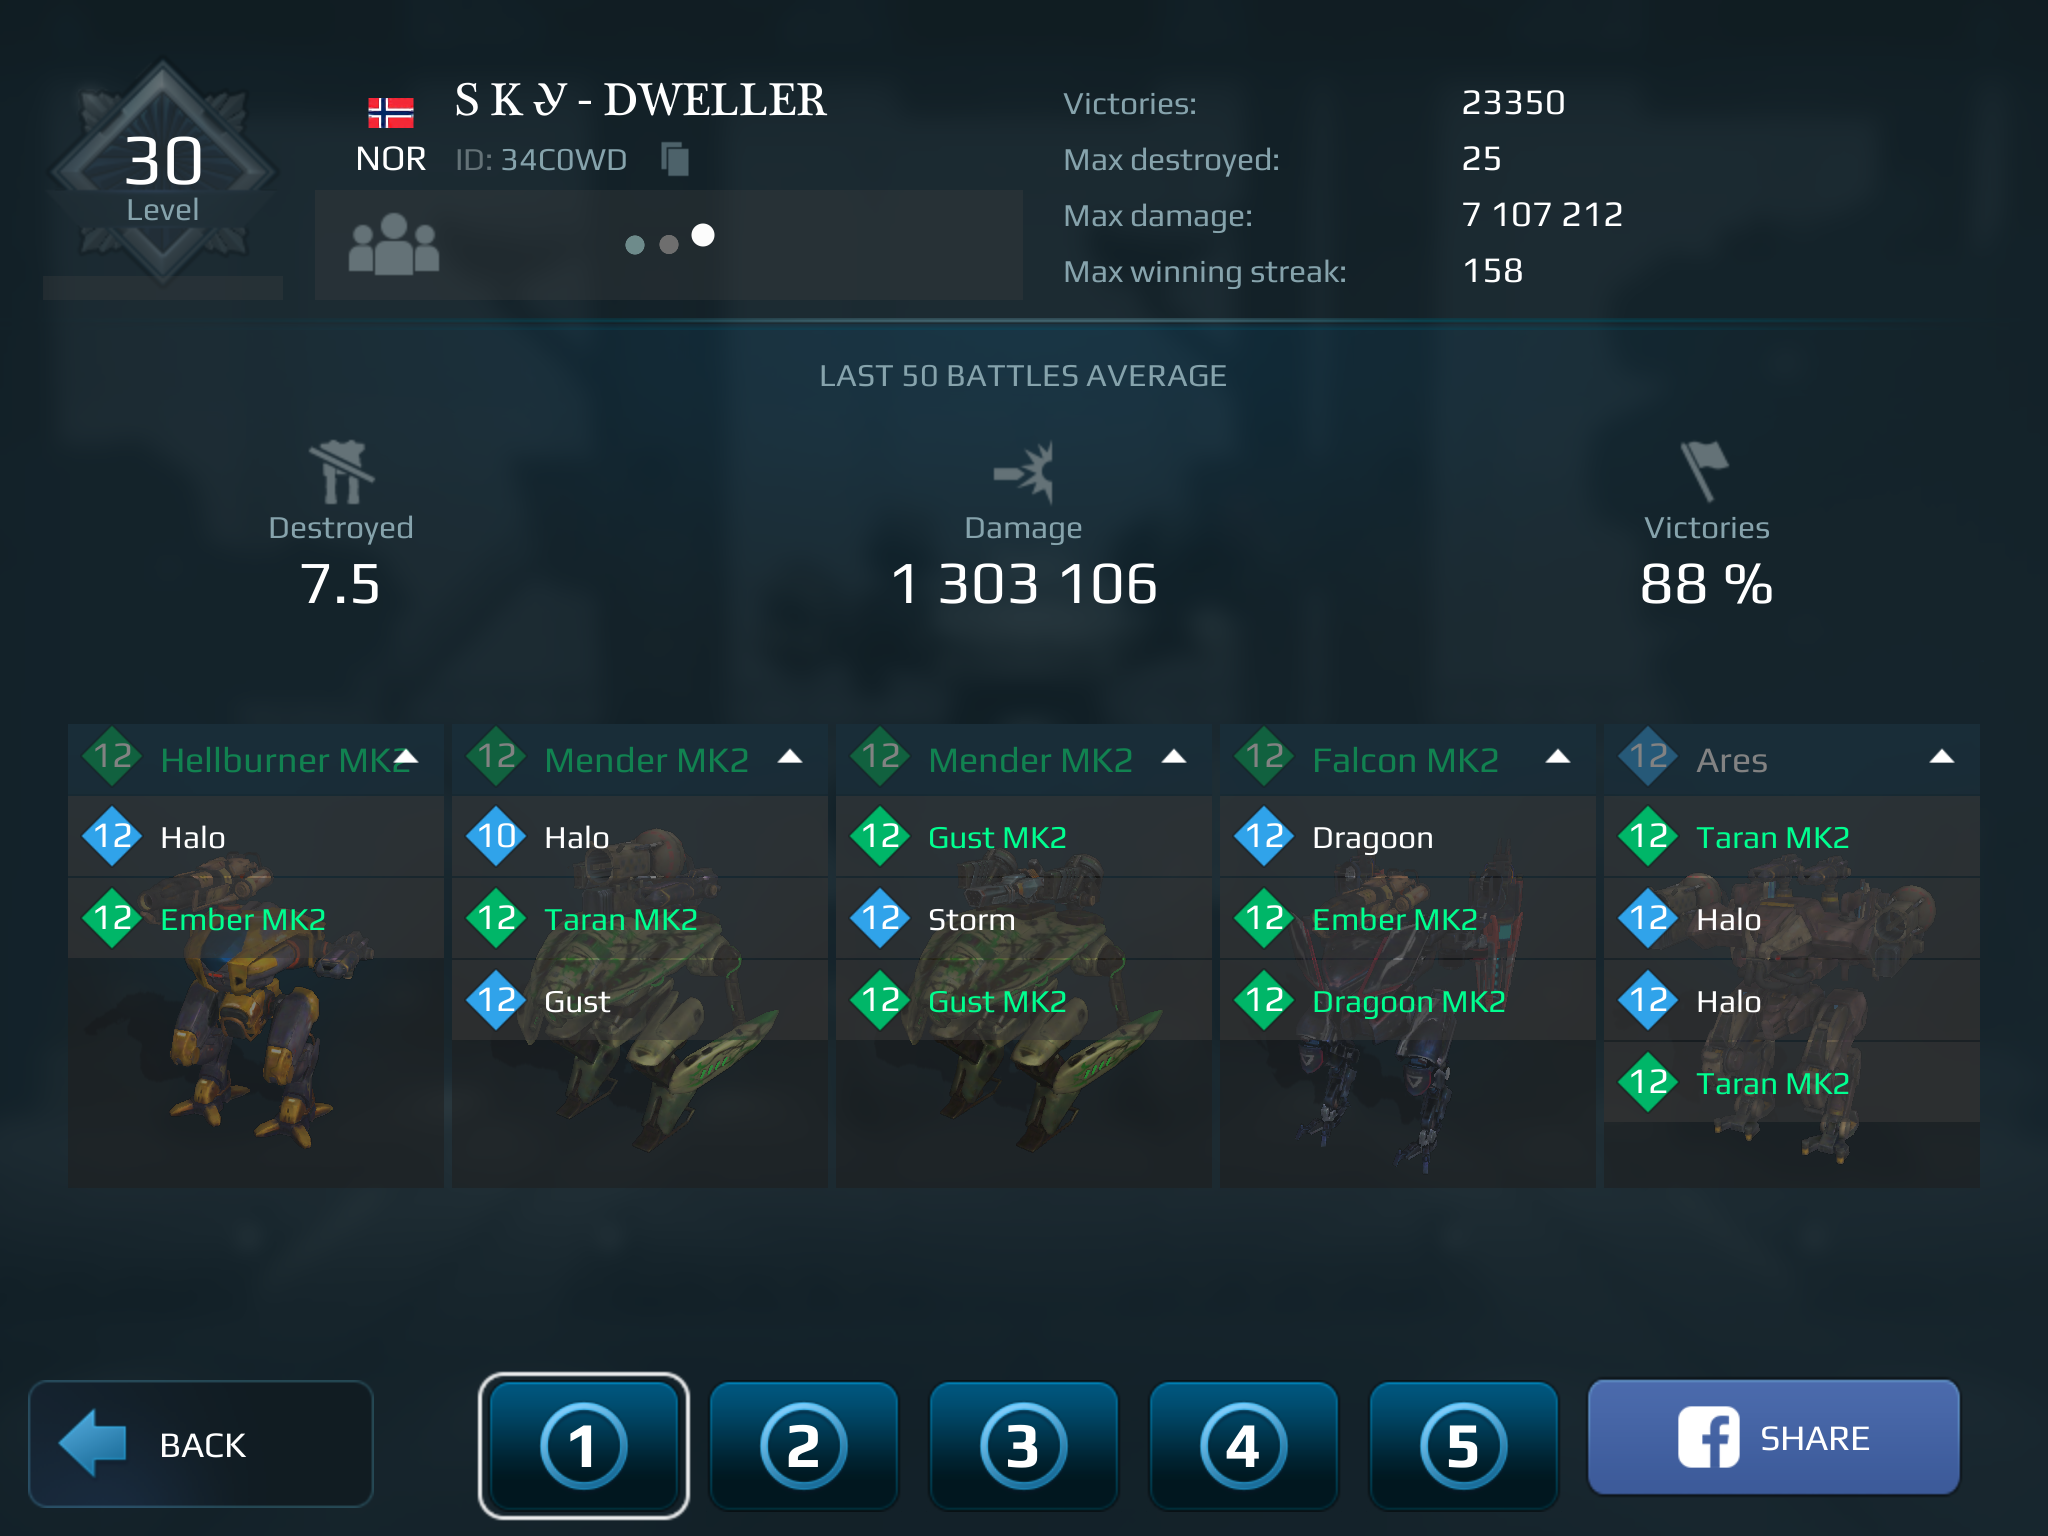 30
Level
S K Ꭹ - DWELLER
NOR
ID: 34C0WD
Victories: 23350
Max destroyed: 25
Max damage: 7 107 212
Max winning streak: 158
LAST 50 BATTLES AVERAGE
Destroyed
7.5
Damage
1 303 106
Victories
88 %
12 Hellburner MK2
12 Halo
12 Ember MK2
12 Mender MK2
10 Halo
12 Taran MK2
12 Gust
12 Mender MK2
12 Gust MK2
12 Storm
12 Gust MK2
12 Falcon MK2
12 Dragoon
12 Ember MK2
12 Dragoon MK2
12 Ares
12 Taran MK2
12 Halo
12 Halo
12 Taran MK2
BACK
1
2
3
4
5
SHARE